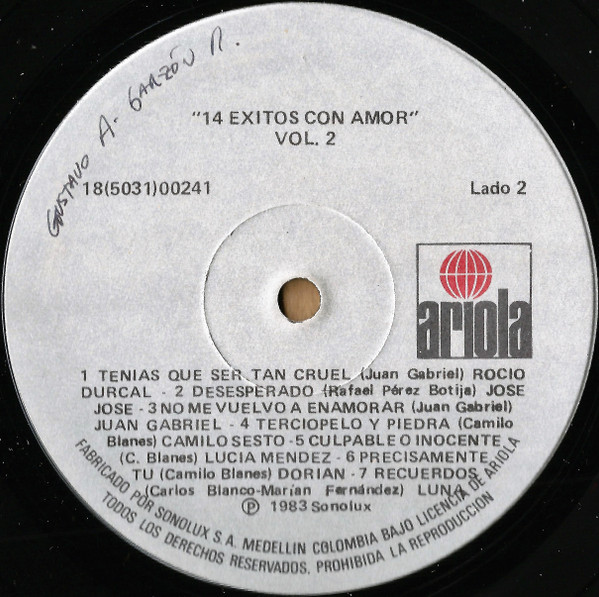 GUSTAVO A. GARZÓN R.
"14 EXITOS CON AMOR"
VOL. 2
18(5031)00241
Lado 2
ariola
1 TENIAS QUE SER TAN CRUEL (Juan Gabriel) ROCIO
DURCAL - 2 DESESPERADO (Rafael Pérez Botija) JOSE
JOSE - 3 NO ME VUELVO A ENAMORAR (Juan Gabriel)
JUAN GABRIEL - 4 TERCIOPELO Y PIEDRA (Camilo
Blanes) CAMILO SESTO - 5 CULPABLE O INOCENTE
(C. Blanes) LUCIA MENDEZ - 6 PRECISAMENTE
TU (Camilo Blanes) DORIAN - 7 RECUERDOS
(Carlos Blanco-Marían Fernández) LUNA
Ⓟ 1983 Sonolux
FABRICADO POR SONOLUX S.A. MEDELLIN COLOMBIA BAJO LICENCIA DE ARIOLA
TODOS LOS DERECHOS RESERVADOS, PROHIBIDA LA REPRODUCCION